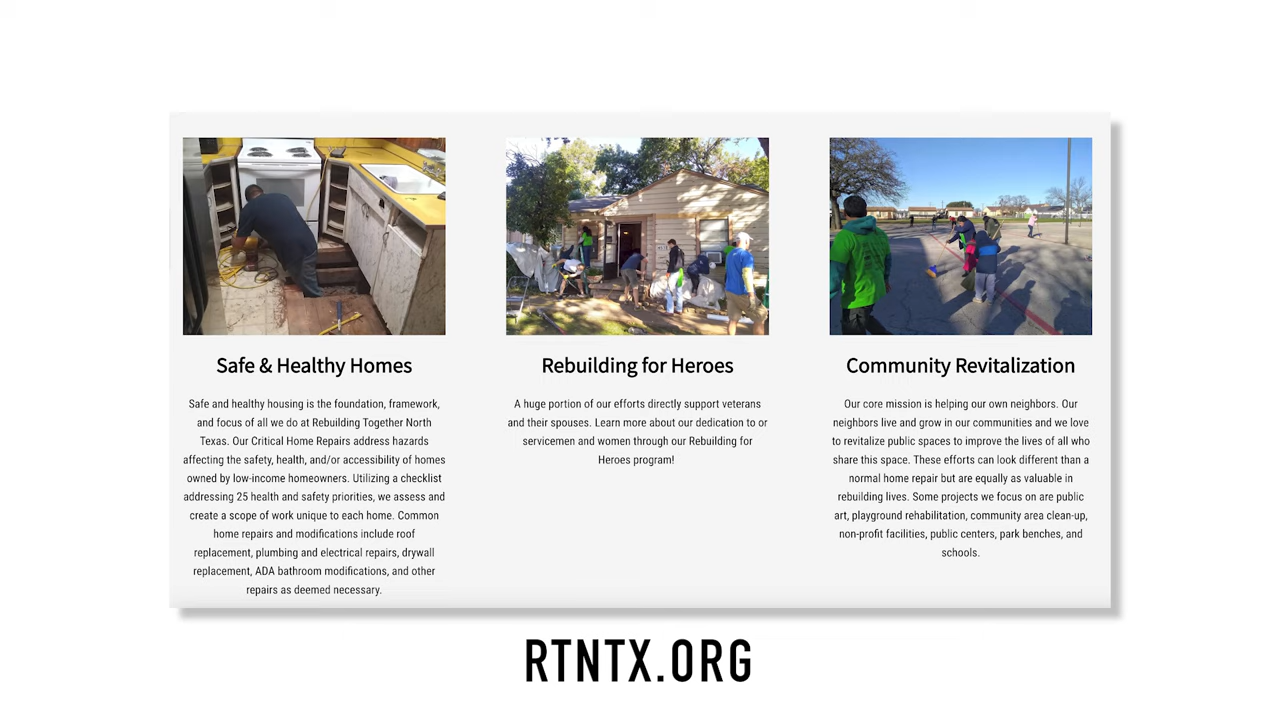 Safe & Healthy Homes
Safe and healthy housing is the foundation, framework,
and focus of all we do at Rebuilding Together North
Texas. Our Critical Home Repairs address hazards
affecting the safety, health, and/or accessibility of homes
owned by low-income homeowners. Utilizing a checklist
addressing 25 health and safety priorities, we assess and
create a scope of work unique to each home. Common
home repairs and modifications include roof
replacement, plumbing and electrical repairs, drywall
replacement, ADA bathroom modifications, and other
repairs as deemed necessary.
Rebuilding for Heroes
A huge portion of our efforts directly support veterans
and their spouses. Learn more about our dedication to or
servicemen and women through our Rebuilding for
Heroes program!
Community Revitalization
Our core mission is helping our own neighbors. Our
neighbors live and grow in our communities and we love
to revitalize public spaces to improve the lives of all who
share this space. These efforts can look different than a
normal home repair but are equally as valuable in
rebuilding lives. Some projects we focus on are public
art, playground rehabilitation, community area clean-up,
non-profit facilities, public centers, park benches, and
schools.
RTNTX.ORG